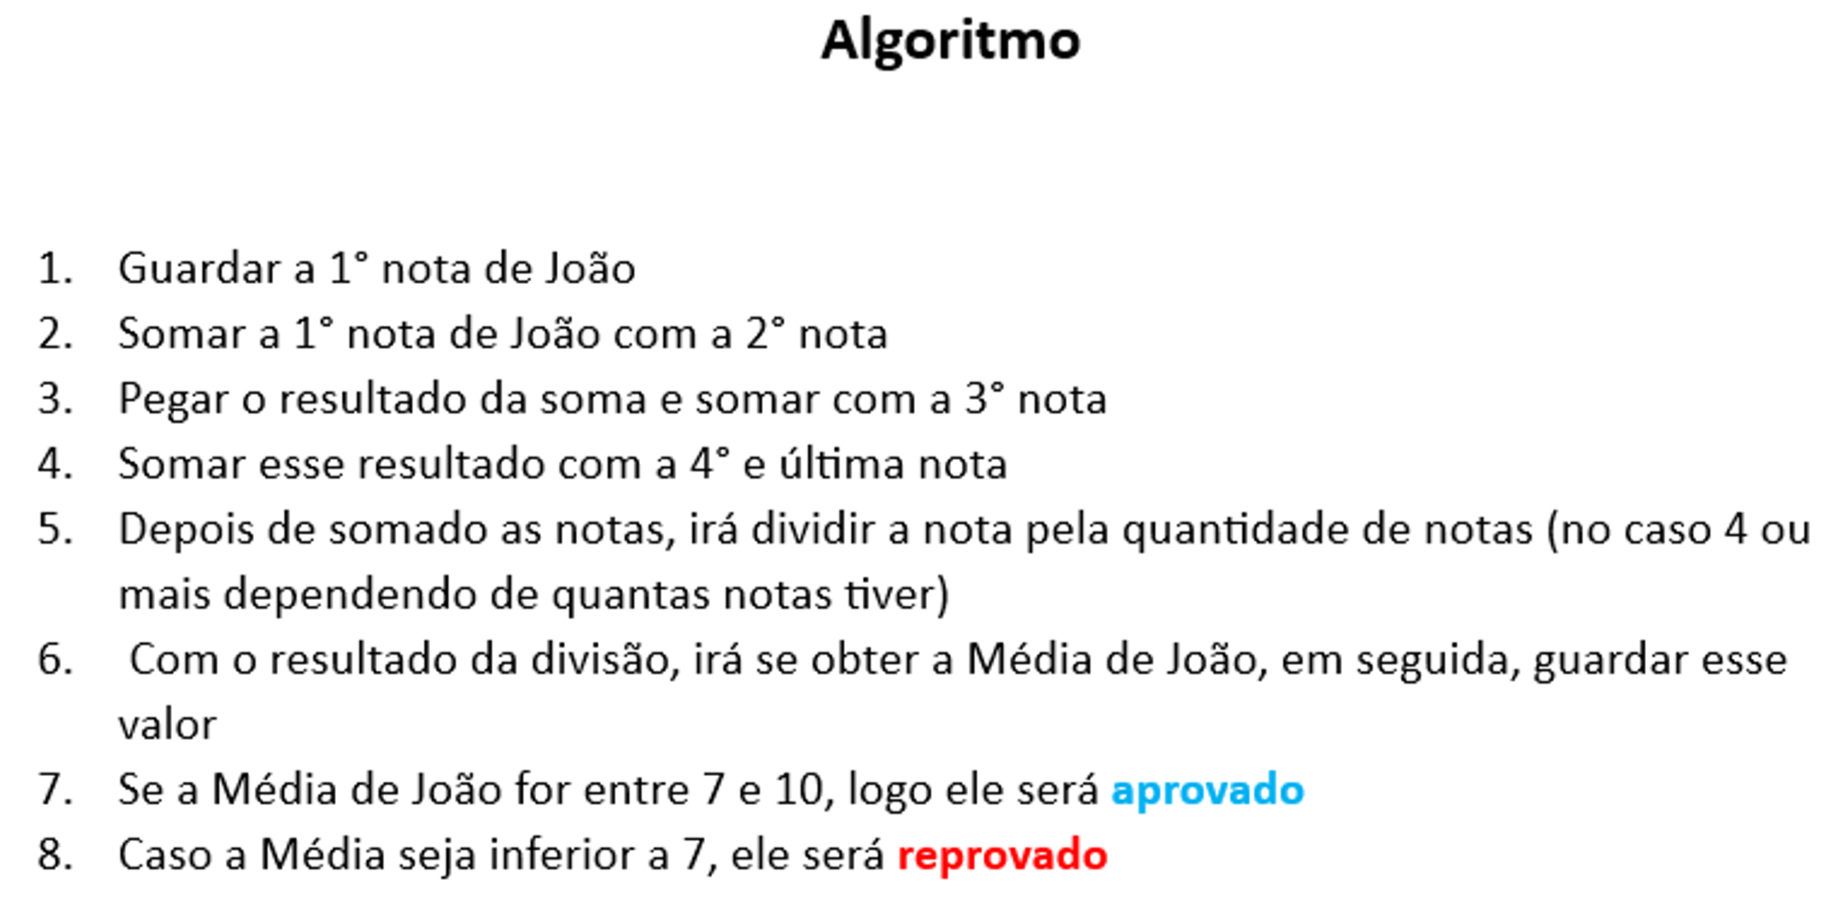 Algoritmo
1. Guardar a 1° nota de João
2. Somar a 1° nota de João com a 2° nota
3. Pegar o resultado da soma e somar com a 3° nota
4. Somar esse resultado com a 4° e última nota
5. Depois de somado as notas, irá dividir a nota pela quantidade de notas (no caso 4 ou
mais dependendo de quantas notas tiver)
6. Com o resultado da divisão, irá se obter a Média de João, em seguida, guardar esse
valor
7. Se a Média de João for entre 7 e 10, logo ele será aprovado
8. Caso a Média seja inferior a 7, ele será reprovado